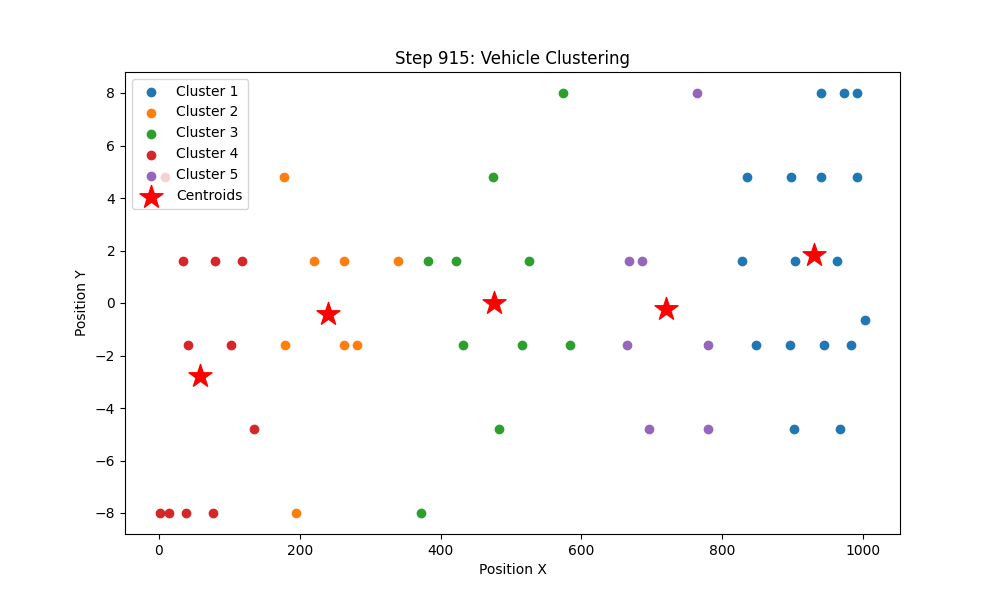 Step 915: Vehicle Clustering
Cluster 1
Cluster 2
Cluster 3
Cluster 4
Cluster 5
Centroids
8
6
4
2
0
−2
−4
−6
−8
Position Y
0 200 400 600 800 1000
Position X